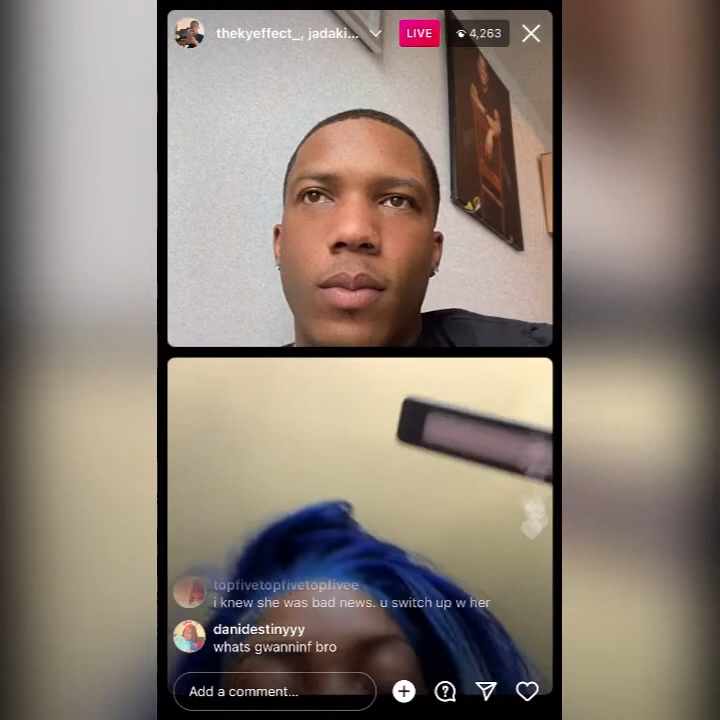 thekyeffect_, jadaki...
LIVE
4,263
topfivetopfivetopfivee
i knew she was bad news. u switch up w her
danidestinyyy
whats gwanninf bro
Add a comment...